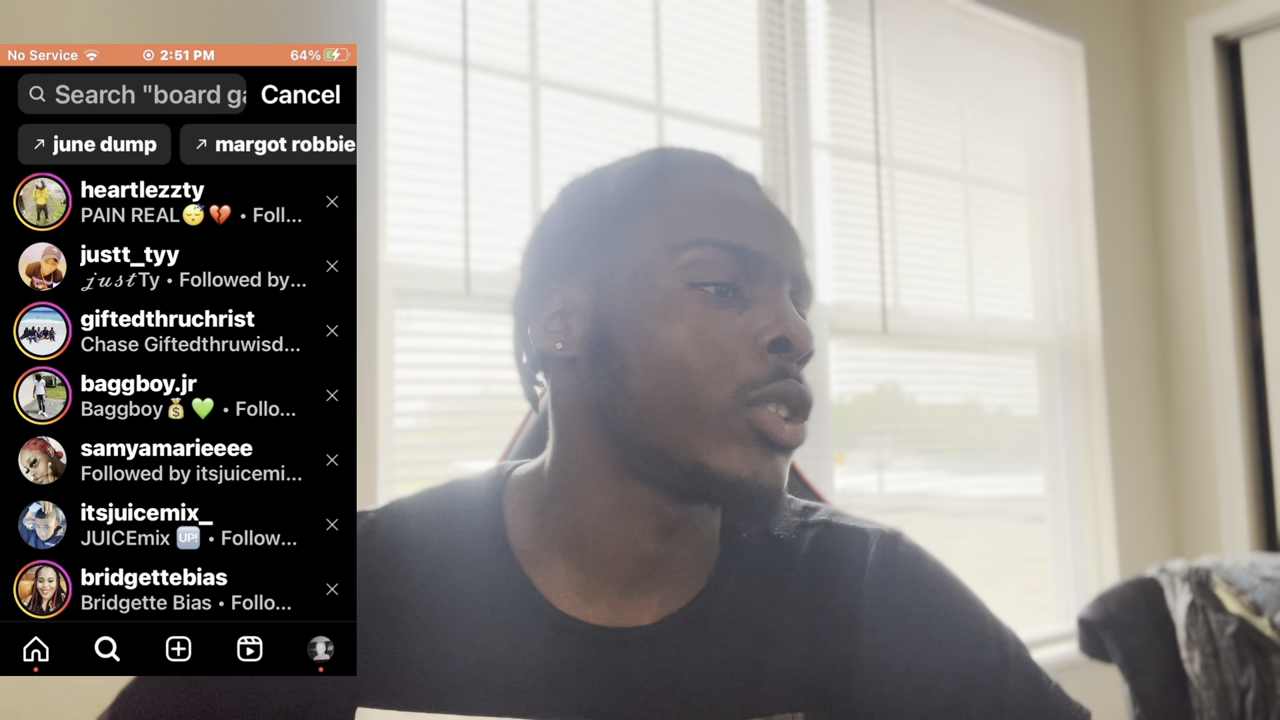 No Service 2:51 PM 64%
Search "board ga
Cancel
june dump
margot robbie
heartlezzty
PAIN REAL😴💔 • Foll...
justt_tyy
𝓳𝓾𝓼𝓽Ty • Followed by...
giftedthruchrist
Chase Giftedthruwisd...
baggboy.jr
Baggboy💰💚 • Follo...
samyamarieeee
Followed by itsjuicemi...
itsjuicemix_
JUICEmix 🆙 • Follow...
bridgettebias
Bridgette Bias • Follo...